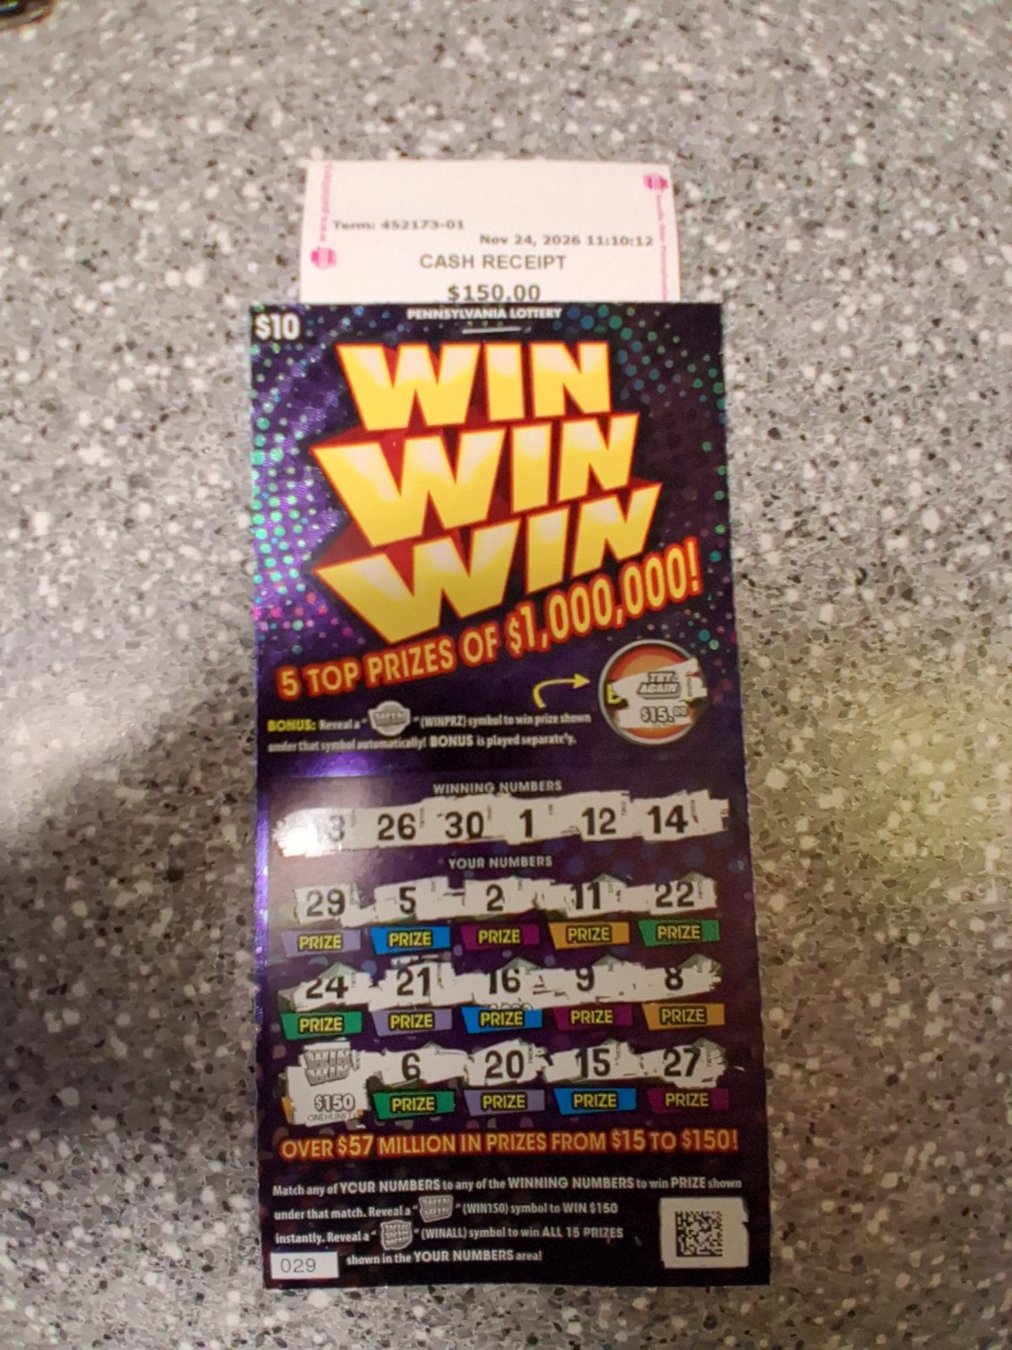 Term: 452173-01
Nov 24, 2026 11:10:12
CASH RECEIPT
$150.00
PENNSYLVANIA LOTTERY
$10
WIN
WIN
WIN
5 TOP PRIZES OF $1,000,000!
TRY
AGAIN
$15.00
BONUS: Reveal a " " (WINPRZ) symbol to win prize shown
under that symbol automatically! BONUS is played separately.
WINNING NUMBERS
26 30 1 12 14
YOUR NUMBERS
29 5 2 11 22
PRIZE PRIZE PRIZE PRIZE PRIZE
24 21 16 9 8
PRIZE PRIZE PRIZE PRIZE PRIZE
WIN
WIN
6 20 15 27
$150 PRIZE PRIZE PRIZE PRIZE
OVER $57 MILLION IN PRIZES FROM $15 TO $150!
Match any of YOUR NUMBERS to any of the WINNING NUMBERS to win PRIZE shown
under that match. Reveal a "WIN WIN" (WIN150) symbol to WIN $150
instantly. Reveal a " " (WINALL) symbol to win ALL 15 PRIZES
shown in the YOUR NUMBERS area!
029